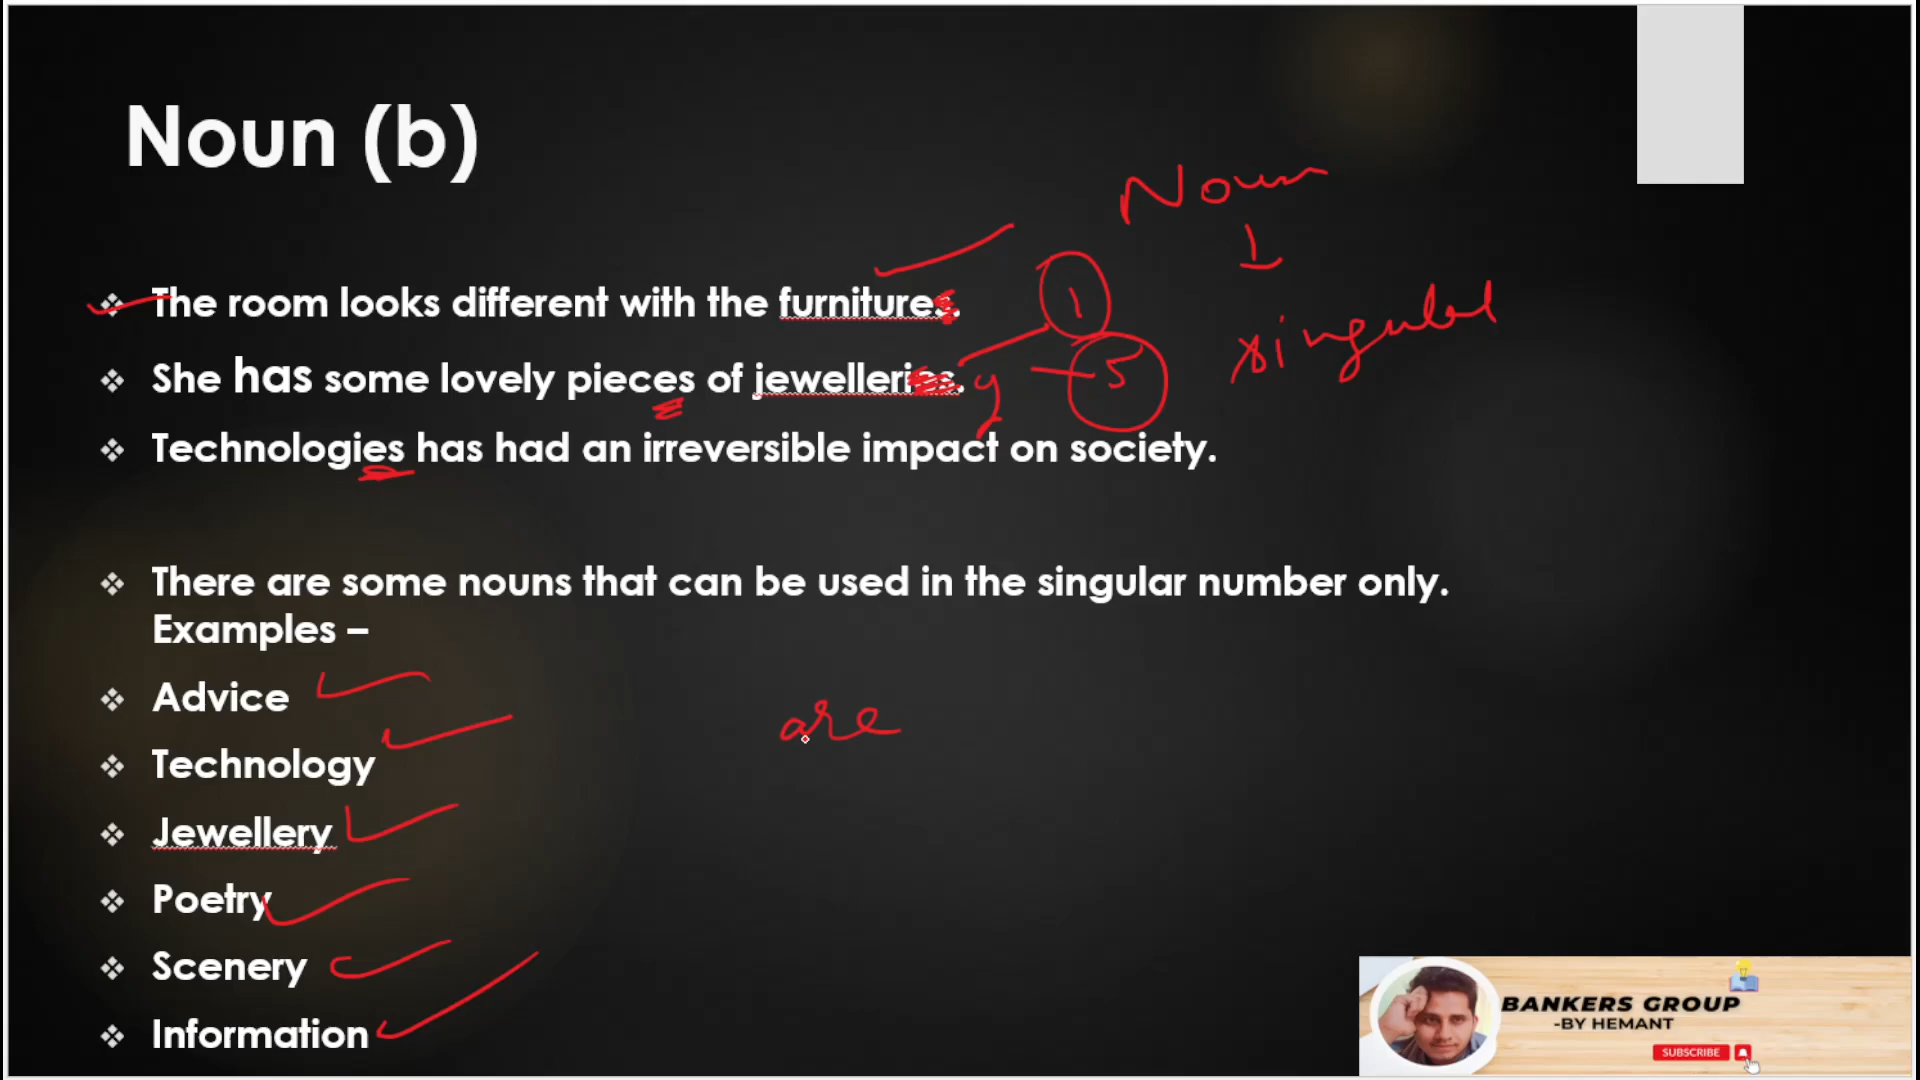 Noun (b)
Noun
1
singular
The room looks different with the furnitures.
1
She has some lovely pieces of jewelleries. y
5
Technologies has had an irreversible impact on society.
There are some nouns that can be used in the singular number only.
Examples –
Advice
are
Technology
Jewellery
Poetry
Scenery
Information
BANKERS GROUP
-BY HEMANT
SUBSCRIBE